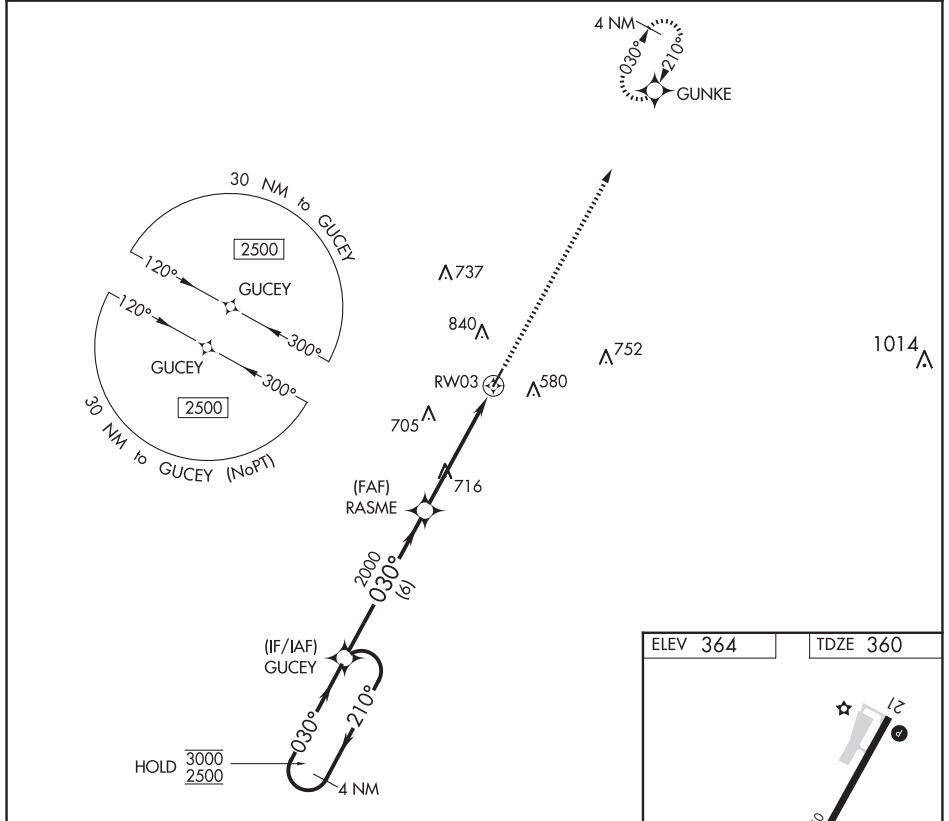 4 NM
030°
210°
GUNKE
30 NM to GUCEY
2500
120°
GUCEY
300°
120°
GUCEY
300°
2500
30 NM to GUCEY (NoPT)
737
840
752
1014
RW03
580
705
716
(FAF)
RASME
2000
030°
(6)
(IF/IAF)
GUCEY
030°
210°
HOLD 3000
2500
4 NM
ELEV 364
TDZE 360
21
P